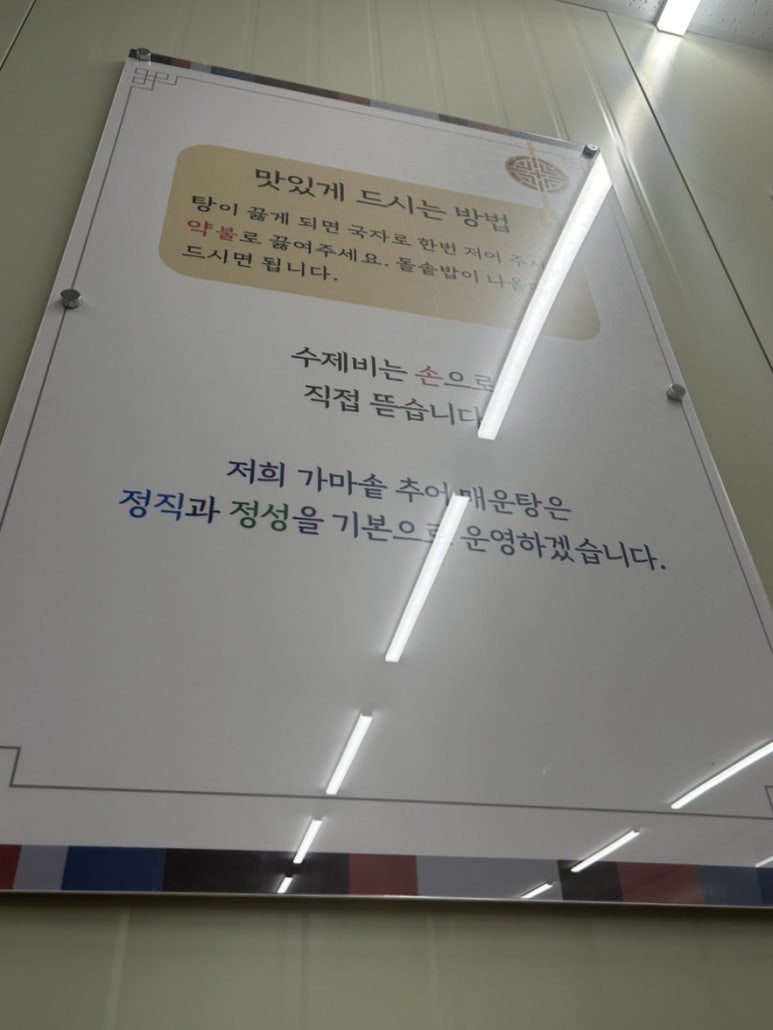 맛있게 드시는 방법
탕이 끓게 되면 국자로 한번 저어
약불로 끓여주세요. 돌솥밥이
드시면 됩니다.
수제비는 손으로
직접 뜯습니다
저희 가마솥 추어 매운탕은
정직과 정성을 기본으로 운영하겠습니다.